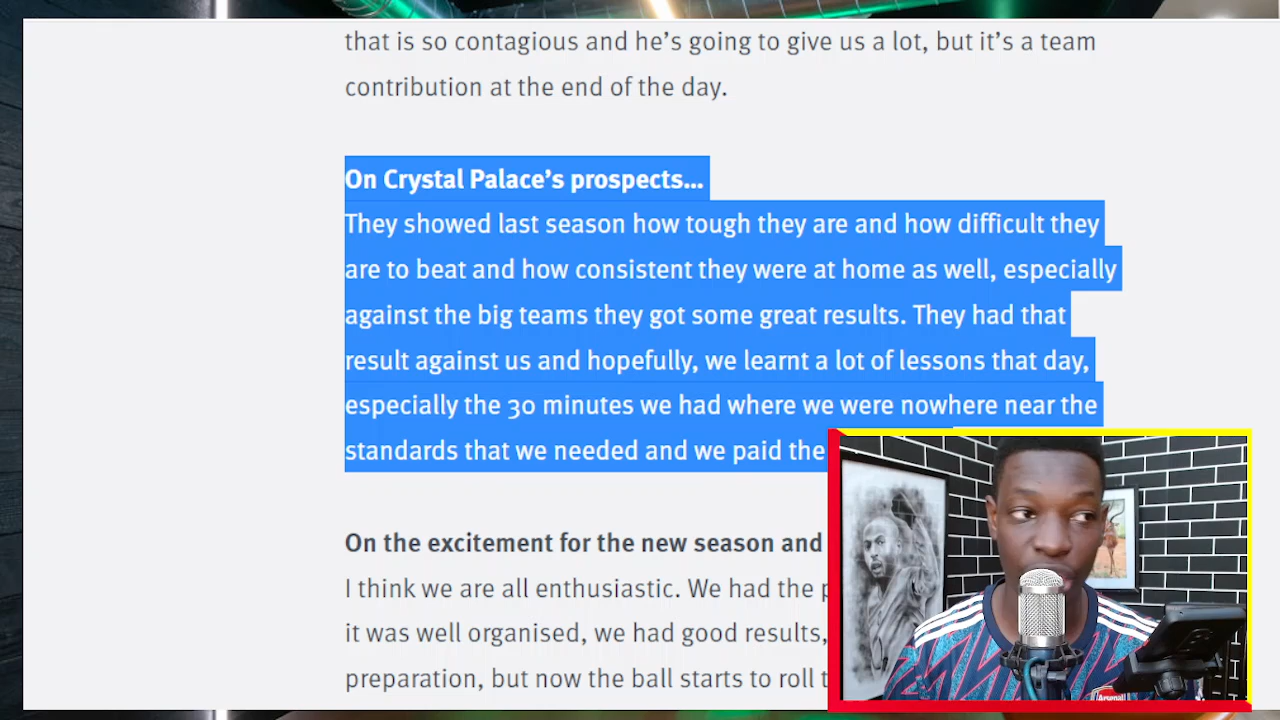 that is so contagious and he’s going to give us a lot, but it’s a team
contribution at the end of the day.
On Crystal Palace’s prospects…
They showed last season how tough they are and how difficult they
are to beat and how consistent they were at home as well, especially
against the big teams they got some great results. They had that
result against us and hopefully, we learnt a lot of lessons that day,
especially the 30 minutes we had where we were nowhere near the
standards that we needed and we paid the
On the excitement for the new season and
I think we are all enthusiastic. We had the
it was well organised, we had good results,
preparation, but now the ball starts to roll
Arsenal